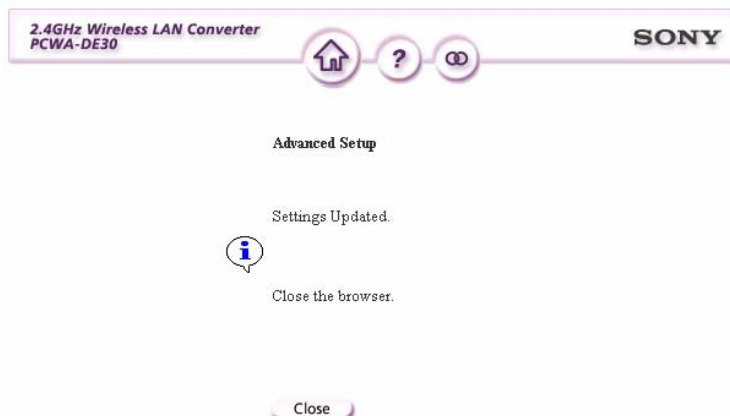 2.4GHz Wireless LAN Converter
PCWA-DE30
?
SONY
Advanced Setup
Settings Updated.
i
Close the browser.
Close